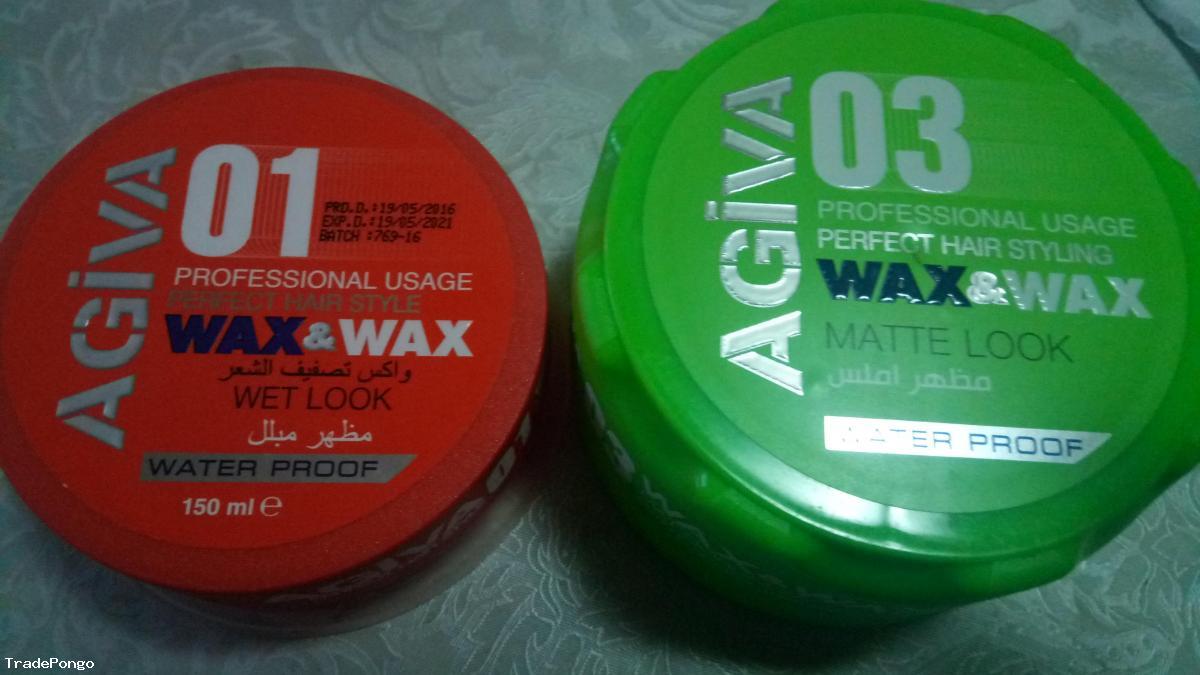 AGiVA
01
PRD.D.:19/05/2016
EXP.D.:19/05/2021
BATCH :769-16
PROFESSIONAL USAGE
PERFECT HAIR STYLE
WAX&WAX
واكس تصفيف الشعر
WET LOOK
مظهر مبلل
WATER PROOF
150 ml ℮
AGiVA
03
PROFESSIONAL USAGE
PERFECT HAIR STYLING
WAX&WAX
MATTE LOOK
مظهر املس
WATER PROOF
TradePongo